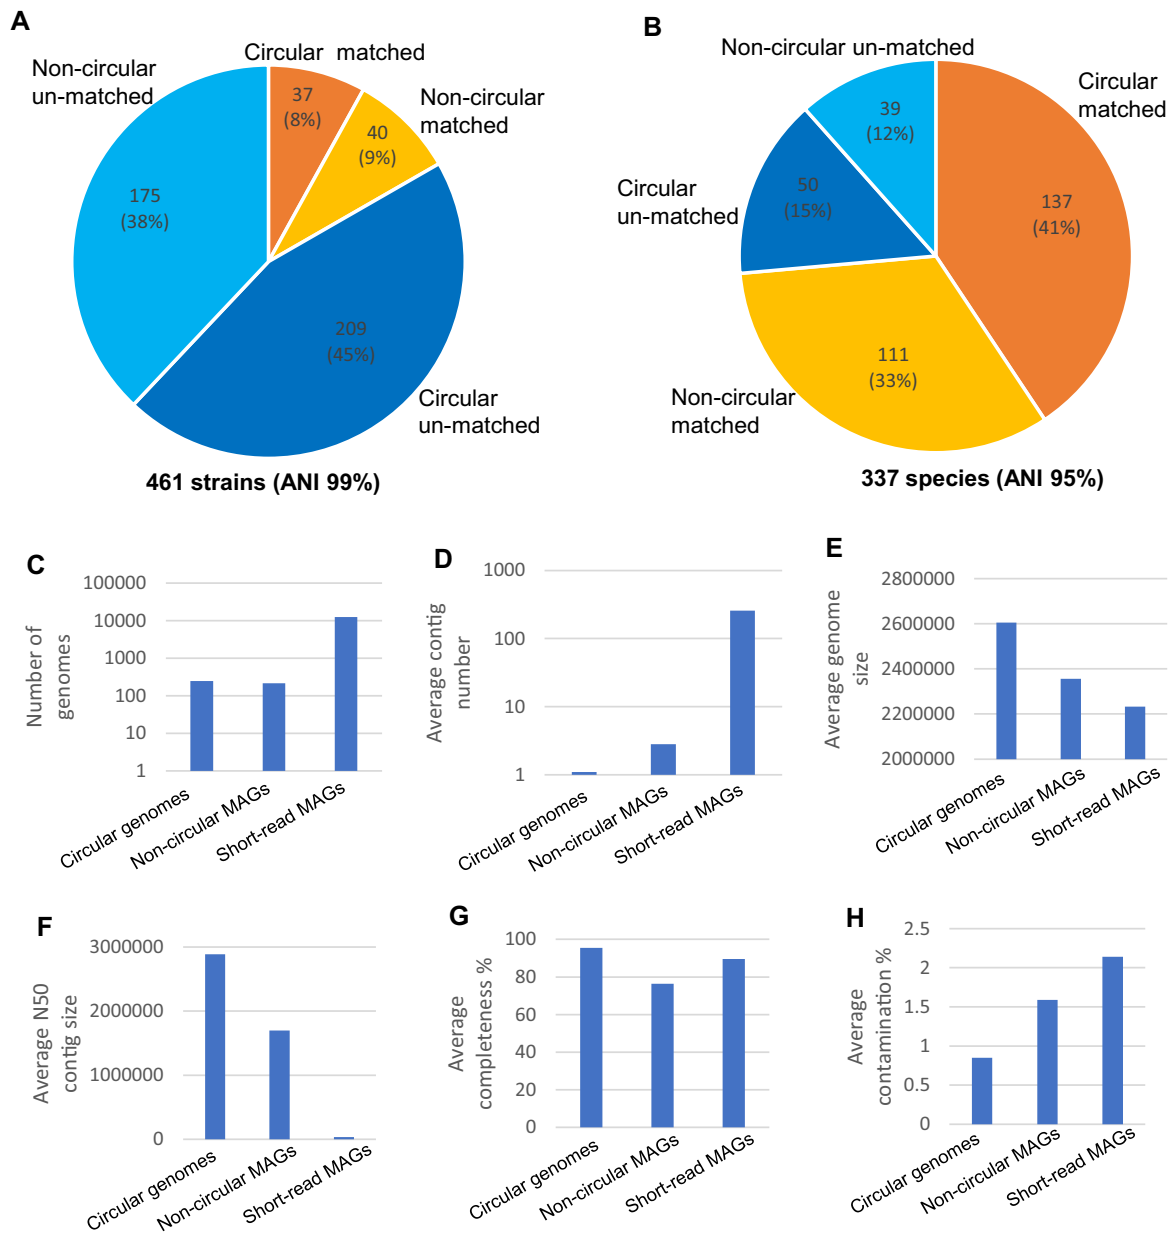 A
Non-circular
un-matched
Circular matched
Non-circular
matched
37
(8%)
40
(9%)
175
(38%)
209
(45%)
Circular
un-matched
461 strains (ANI 99%)
B
Non-circular un-matched
Circular
matched
39
(12%)
Circular
un-matched
50
(15%)
137
(41%)
111
(33%)
Non-circular
matched
337 species (ANI 95%)
C
Number of
genomes
100000
10000
1000
100
10
1
Circular genomes
Non-circular MAGs
Short-read MAGs
D
Average contig
number
1000
100
10
1
Circular genomes
Non-circular MAGs
Short-read MAGs
E
Average genome
size
2800000
2600000
2400000
2200000
2000000
Circular genomes
Non-circular MAGs
Short-read MAGs
F
Average N50
contig size
3000000
2000000
1000000
0
Circular genomes
Non-circular MAGs
Short-read MAGs
G
Average
completeness %
100
80
60
40
20
0
Circular genomes
Non-circular MAGs
Short-read MAGs
H
Average
contamination %
2.5
2
1.5
1
0.5
0
Circular genomes
Non-circular MAGs
Short-read MAGs